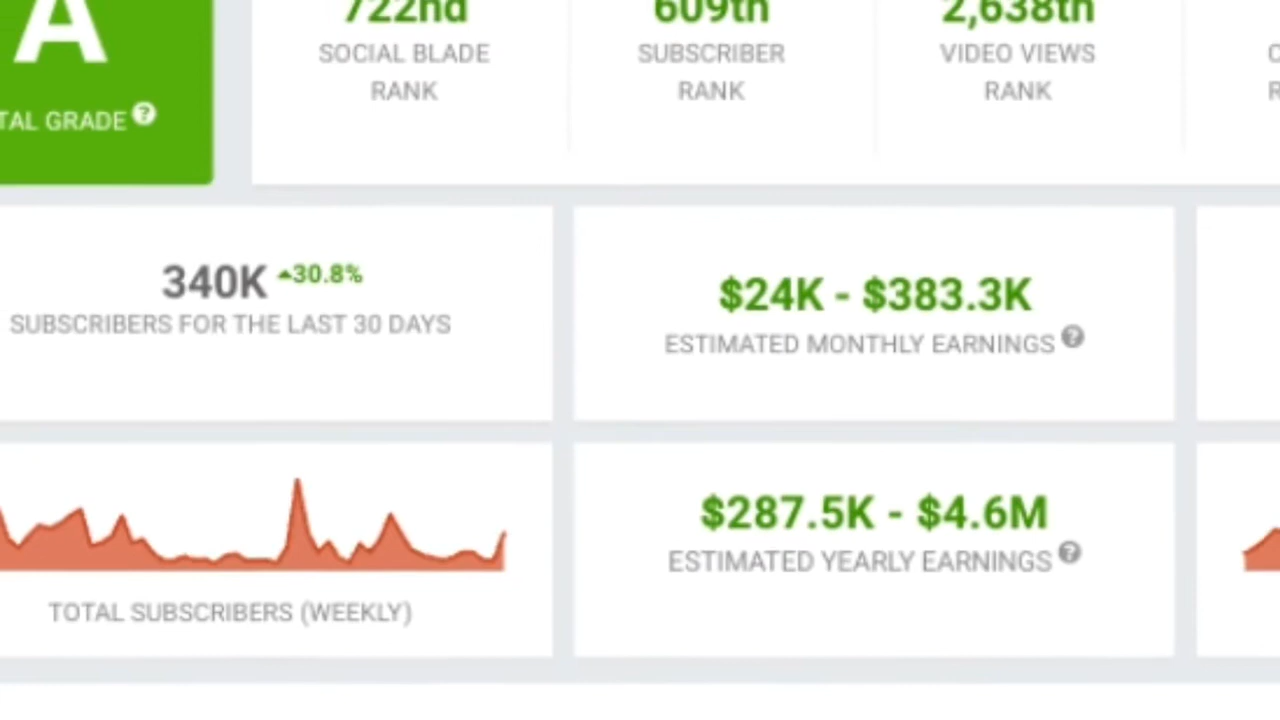 A
TAL GRADE
722nd
SOCIAL BLADE
RANK
609th
SUBSCRIBER
RANK
2,638th
VIDEO VIEWS
RANK
340K 30.8%
SUBSCRIBERS FOR THE LAST 30 DAYS
$24K - $383.3K
ESTIMATED MONTHLY EARNINGS ?
TOTAL SUBSCRIBERS (WEEKLY)
$287.5K - $4.6M
ESTIMATED YEARLY EARNINGS ?